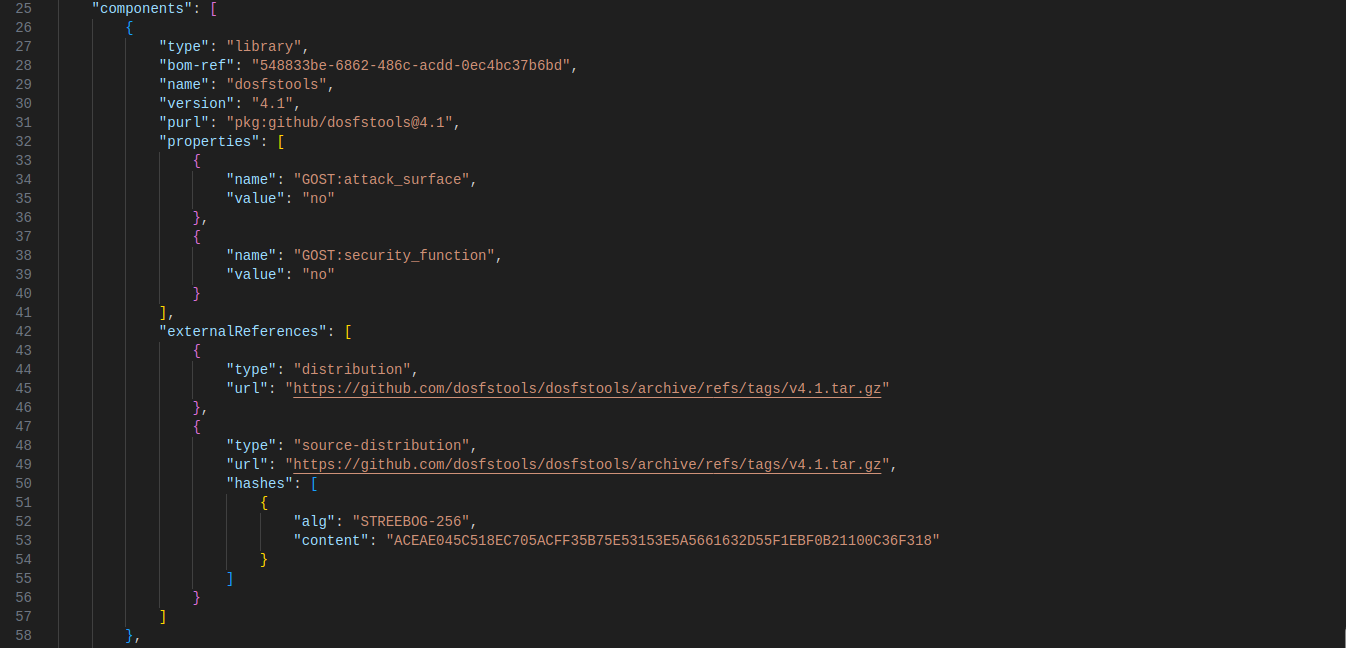 25 "components": [
26 {
27 "type": "library",
28 "bom-ref": "548833be-6862-486c-acdd-0ec4bc37b6bd",
29 "name": "dosfstools",
30 "version": "4.1",
31 "purl": "pkg:github/dosfstools@4.1",
32 "properties": [
33 {
34 "name": "GOST:attack_surface",
35 "value": "no"
36 },
37 {
38 "name": "GOST:security_function",
39 "value": "no"
40 }
41 ],
42 "externalReferences": [
43 {
44 "type": "distribution",
45 "url": "https://github.com/dosfstools/dosfstools/archive/refs/tags/v4.1.tar.gz"
46 },
47 {
48 "type": "source-distribution",
49 "url": "https://github.com/dosfstools/dosfstools/archive/refs/tags/v4.1.tar.gz",
50 "hashes": [
51 {
52 "alg": "STREEBOG-256",
53 "content": "ACEAE045C518EC705ACFF35B75E53153E5A5661632D55F1EBF0B21100C36F318"
54 }
55 ]
56 }
57 ]
58 },